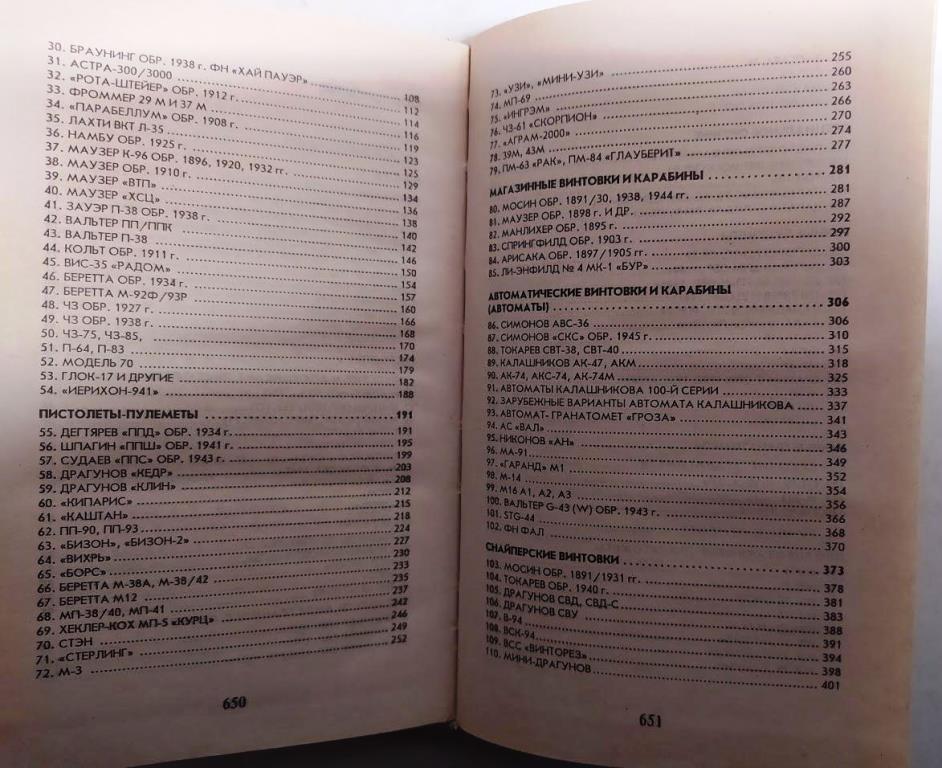 30. БРАУНИНГ ОБР. 1938 г. ФН «ХАЙ ПАУЭР» ..... 108
31. АСТРА-300/3000 ..... 112
32. «РОТА-ШТЕЙЕР» ОБР. 1912 г. ..... 114
33. ФРОММЕР 29 М И 37 М ..... 116
34. «ПАРАБЕЛЛУМ» ОБР. 1908 г. ..... 119
35. ЛАХТИ ВКТ Л-35 ..... 123
36. НАМБУ ОБР. 1925 г. ..... 125
37. МАУЗЕР К-96 ОБР. 1896, 1920, 1932 гг. ..... 129
38. МАУЗЕР ОБР. 1910 г. ..... 134
39. МАУЗЕР «ВТП» ..... 136
40. МАУЗЕР «ХСЦ» ..... 138
41. ЗАУЭР П-38 ОБР. 1938 г. ..... 140
42. ВАЛЬТЕР ПП/ППК ..... 142
43. ВАЛЬТЕР П-38 ..... 146
44. КОЛЬТ ОБР. 1911 г. ..... 150
45. ВИС-35 «РАДОМ» ..... 154
46. БЕРЕТТА ОБР. 1934 г. ..... 157
47. БЕРЕТТА М-92Ф/93Р ..... 160
48. ЧЗ ОБР. 1927 г. ..... 166
49. ЧЗ ОБР. 1938 г. ..... 168
50. ЧЗ-75, ЧЗ-85, ..... 170
51. П-64, П-83 ..... 174
52. МОДЕЛЬ 70 ..... 179
53. ГЛОК-17 И ДРУГИЕ ..... 182
54. «ИЕРИХОН-941» ..... 188
ПИСТОЛЕТЫ-ПУЛЕМЕТЫ ..... 191
55. ДЕГТЯРЕВ «ППД» ОБР. 1934 г. ..... 191
56. ШПАГИН «ППШ» ОБР. 1941 г. ..... 195
57. СУДАЕВ «ППС» ОБР. 1943 г. ..... 199
58. ДРАГУНОВ «КЕДР» ..... 203
59. ДРАГУНОВ «КЛИН» ..... 208
60. «КИПАРИС» ..... 212
61. «КАШТАН» ..... 215
62. ПП-90, ПП-93 ..... 218
63. «БИЗОН», «БИЗОН-2» ..... 224
64. «ВИХРЬ» ..... 227
65. «БОРС» ..... 230
66. БЕРЕТТА М-38А, М-38/42 ..... 233
67. БЕРЕТТА М12 ..... 235
68. МП-38/40, МП-41 ..... 237
69. ХЕКЛЕР-КОХ МП-5 «КУРЦ» ..... 242
70. СТЭН ..... 246
71. «СТЕРЛИНГ» ..... 249
72. М-3 ..... 252
650
73. «УЗИ», «МИНИ-УЗИ» ..... 255
74. МП-69 ..... 260
75. «ИНГРЭМ» ..... 263
76. ЧЗ-61 «СКОРПИОН» ..... 266
77. «АГРАМ-2000» ..... 270
78. 39М, 43М ..... 274
79. ПМ-63 «РАК», ПМ-84 «ГЛАУБЕРИТ» ..... 277
МАГАЗИННЫЕ ВИНТОВКИ И КАРАБИНЫ ..... 281
80. МОСИН ОБР. 1891/30, 1938, 1944 гг. ..... 281
81. МАУЗЕР ОБР. 1898 г. И ДР. ..... 287
82. МАНЛИХЕР ОБР. 1895 г. ..... 292
83. СПРИНГФИЛД ОБР. 1903 г. ..... 297
84. АРИСАКА ОБР. 1897/1905 гг. ..... 300
85. ЛИ-ЭНФИЛД № 4 МК-1 «БУР» ..... 303
АВТОМАТИЧЕСКИЕ ВИНТОВКИ И КАРАБИНЫ
(АВТОМАТЫ) ..... 306
86. СИМОНОВ АВС-36 ..... 306
87. СИМОНОВ «СКС» ОБР. 1945 г. ..... 310
88. ТОКАРЕВ СВТ-38, СВТ-40 ..... 315
89. КАЛАШНИКОВ АК-47, АКМ ..... 318
90. АК-74, АКС-74, АК-74М ..... 325
91. АВТОМАТЫ КАЛАШНИКОВА 100-Й СЕРИИ ..... 333
92. ЗАРУБЕЖНЫЕ ВАРИАНТЫ АВТОМАТА КАЛАШНИКОВА ..... 337
93. АВТОМАТ- ГРАНАТОМЕТ «ГРОЗА» ..... 341
94. АС «ВАЛ» ..... 343
95. НИКОНОВ «АН» ..... 346
96. МА-91 ..... 349
97. «ГАРАНД» М1 ..... 352
98. М-14 ..... 354
99. М16 А1, А2, А3 ..... 356
100. ВАЛЬТЕР G-43 (W) ОБР. 1943 г. ..... 366
101. STG-44 ..... 368
102. ФН ФАЛ ..... 370
СНАЙПЕРСКИЕ ВИНТОВКИ ..... 373
103. МОСИН ОБР. 1891/1931 гг. ..... 378
104. ТОКАРЕВ ОБР. 1940 г. ..... 381
105. ДРАГУНОВ СВД, СВД-С ..... 383
106. ДРАГУНОВ СВУ ..... 388
107. В-94 ..... 391
108. ВСК-94 ..... 394
109. ВСС «ВИНТОРЕЗ» ..... 398
110. МИНИ-ДРАГУНОВ ..... 401
651